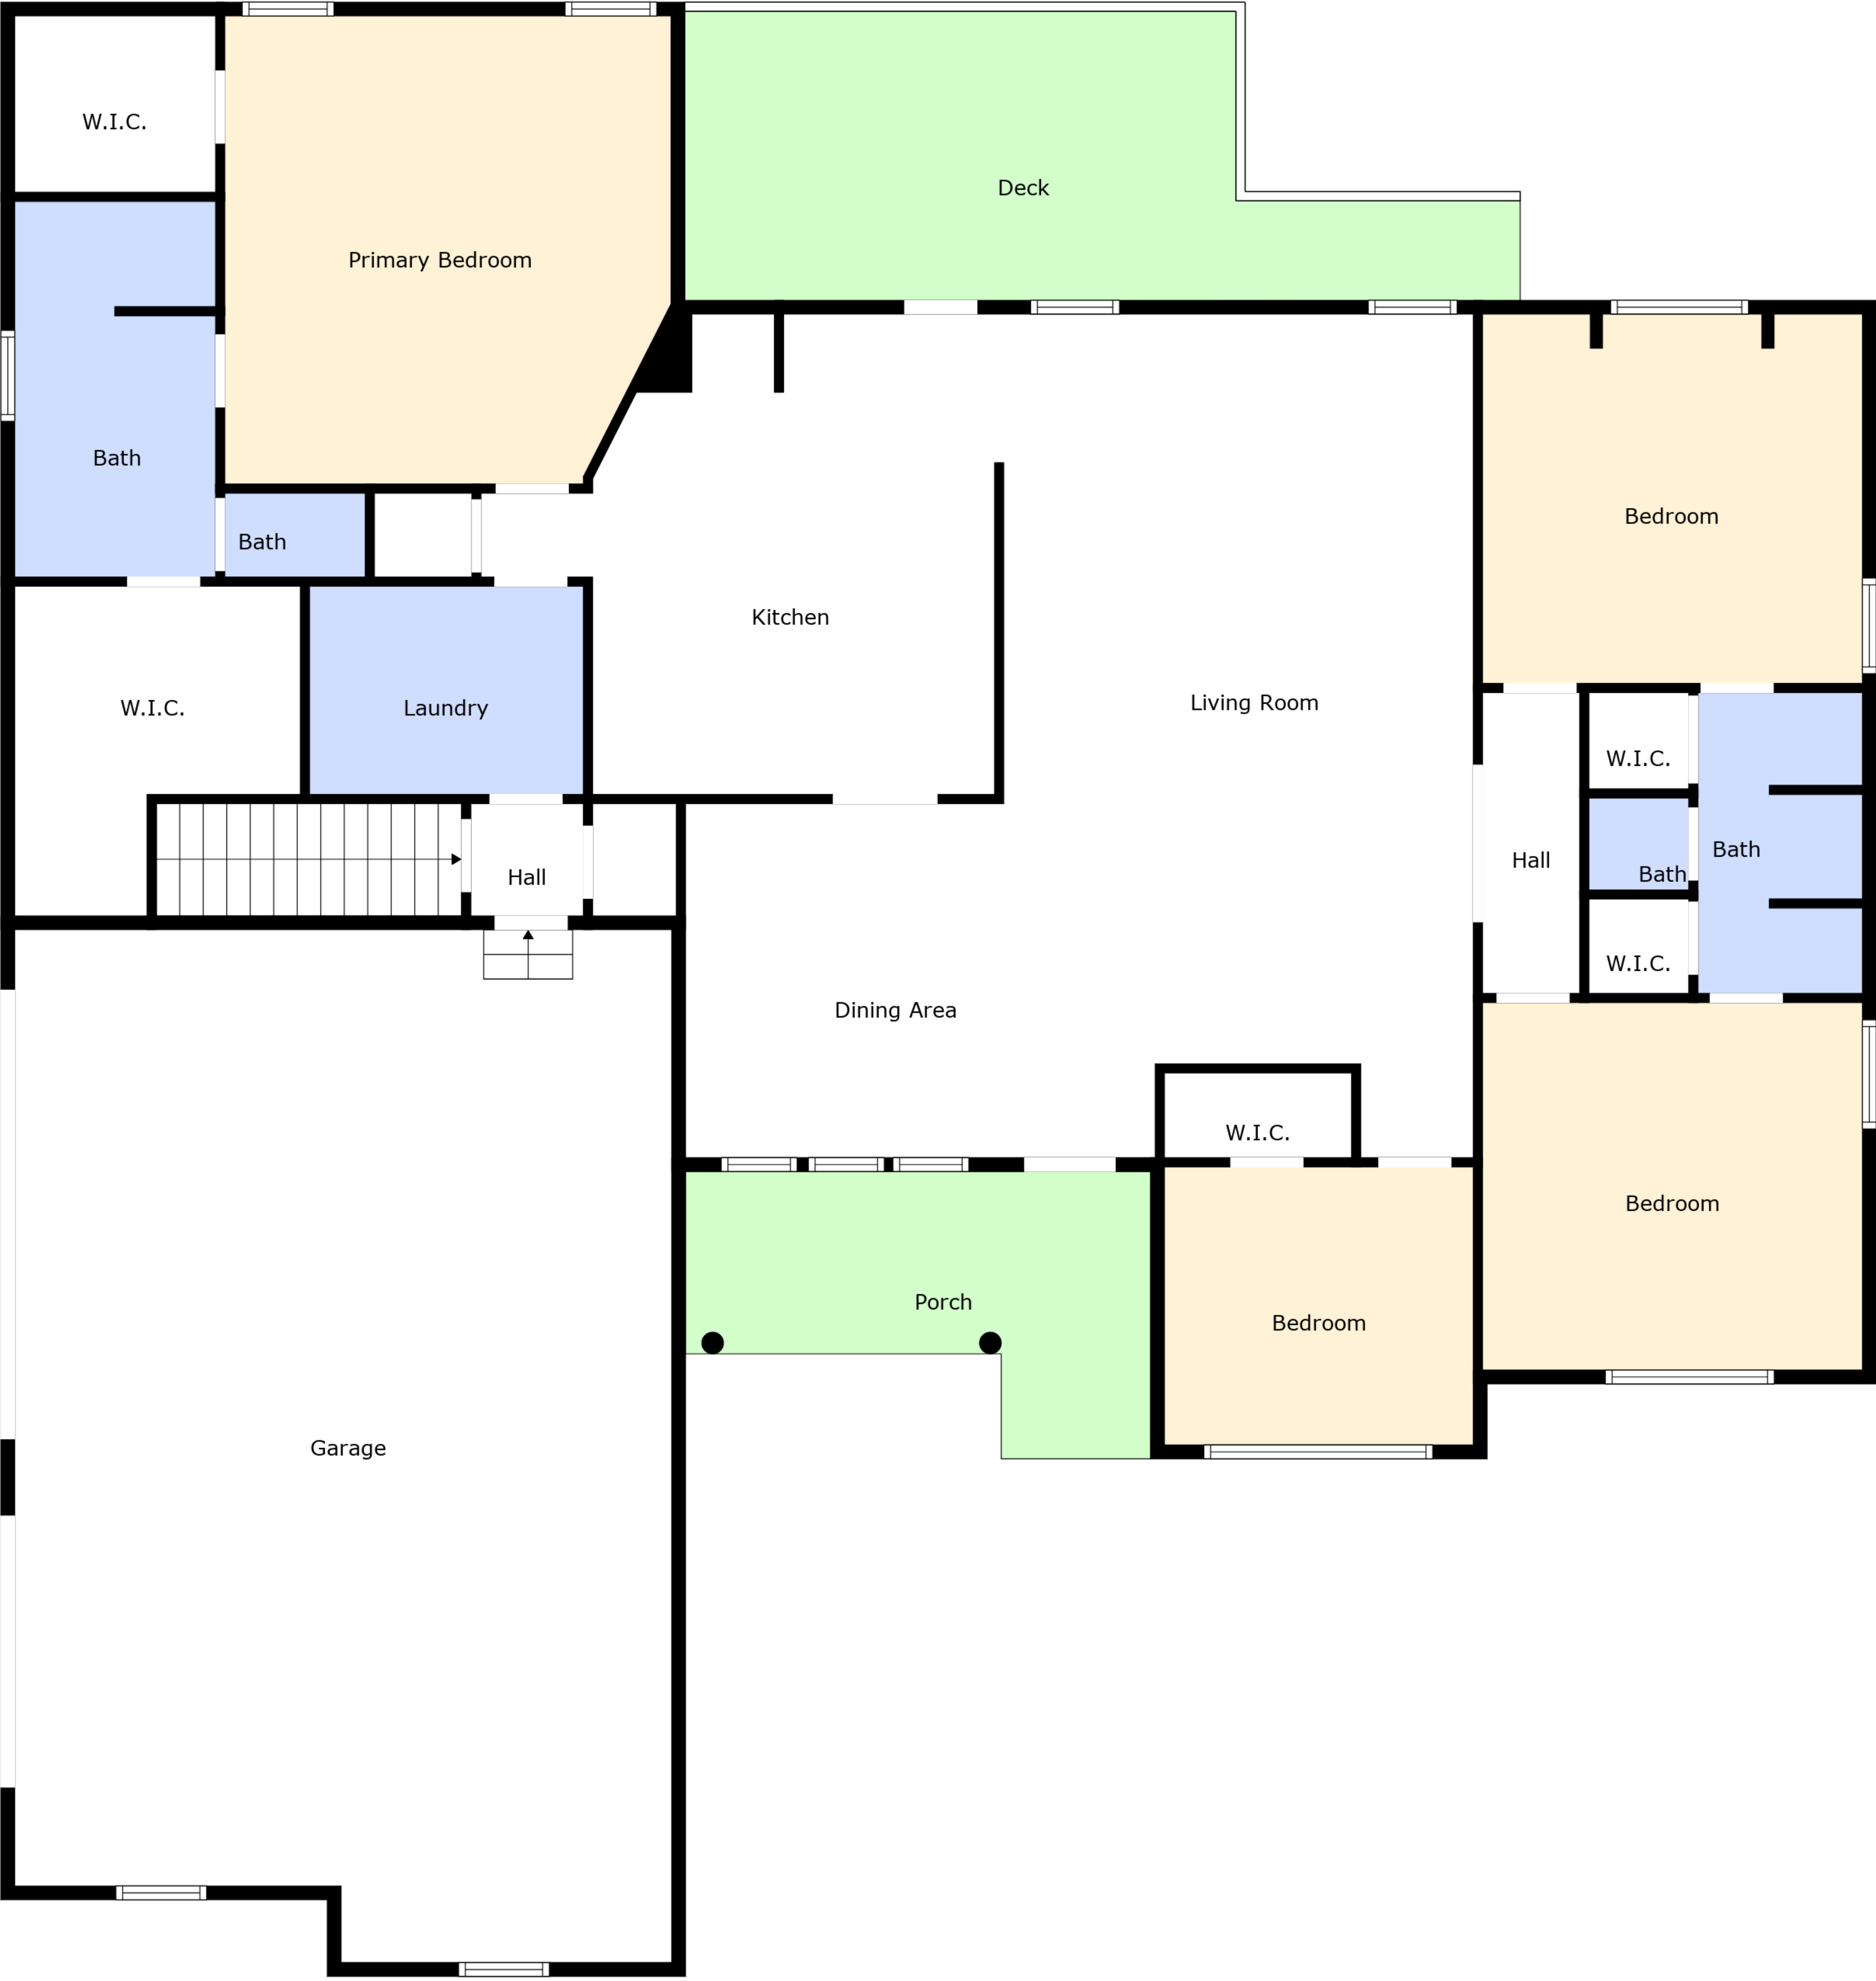 W.I.C.
Deck
Primary Bedroom
Bath
Bedroom
Bath
Kitchen
Living Room
W.I.C.
Laundry
W.I.C.
Bath
Hall
Bath
Hall
W.I.C.
Dining Area
W.I.C.
Bedroom
Porch
Bedroom
Garage